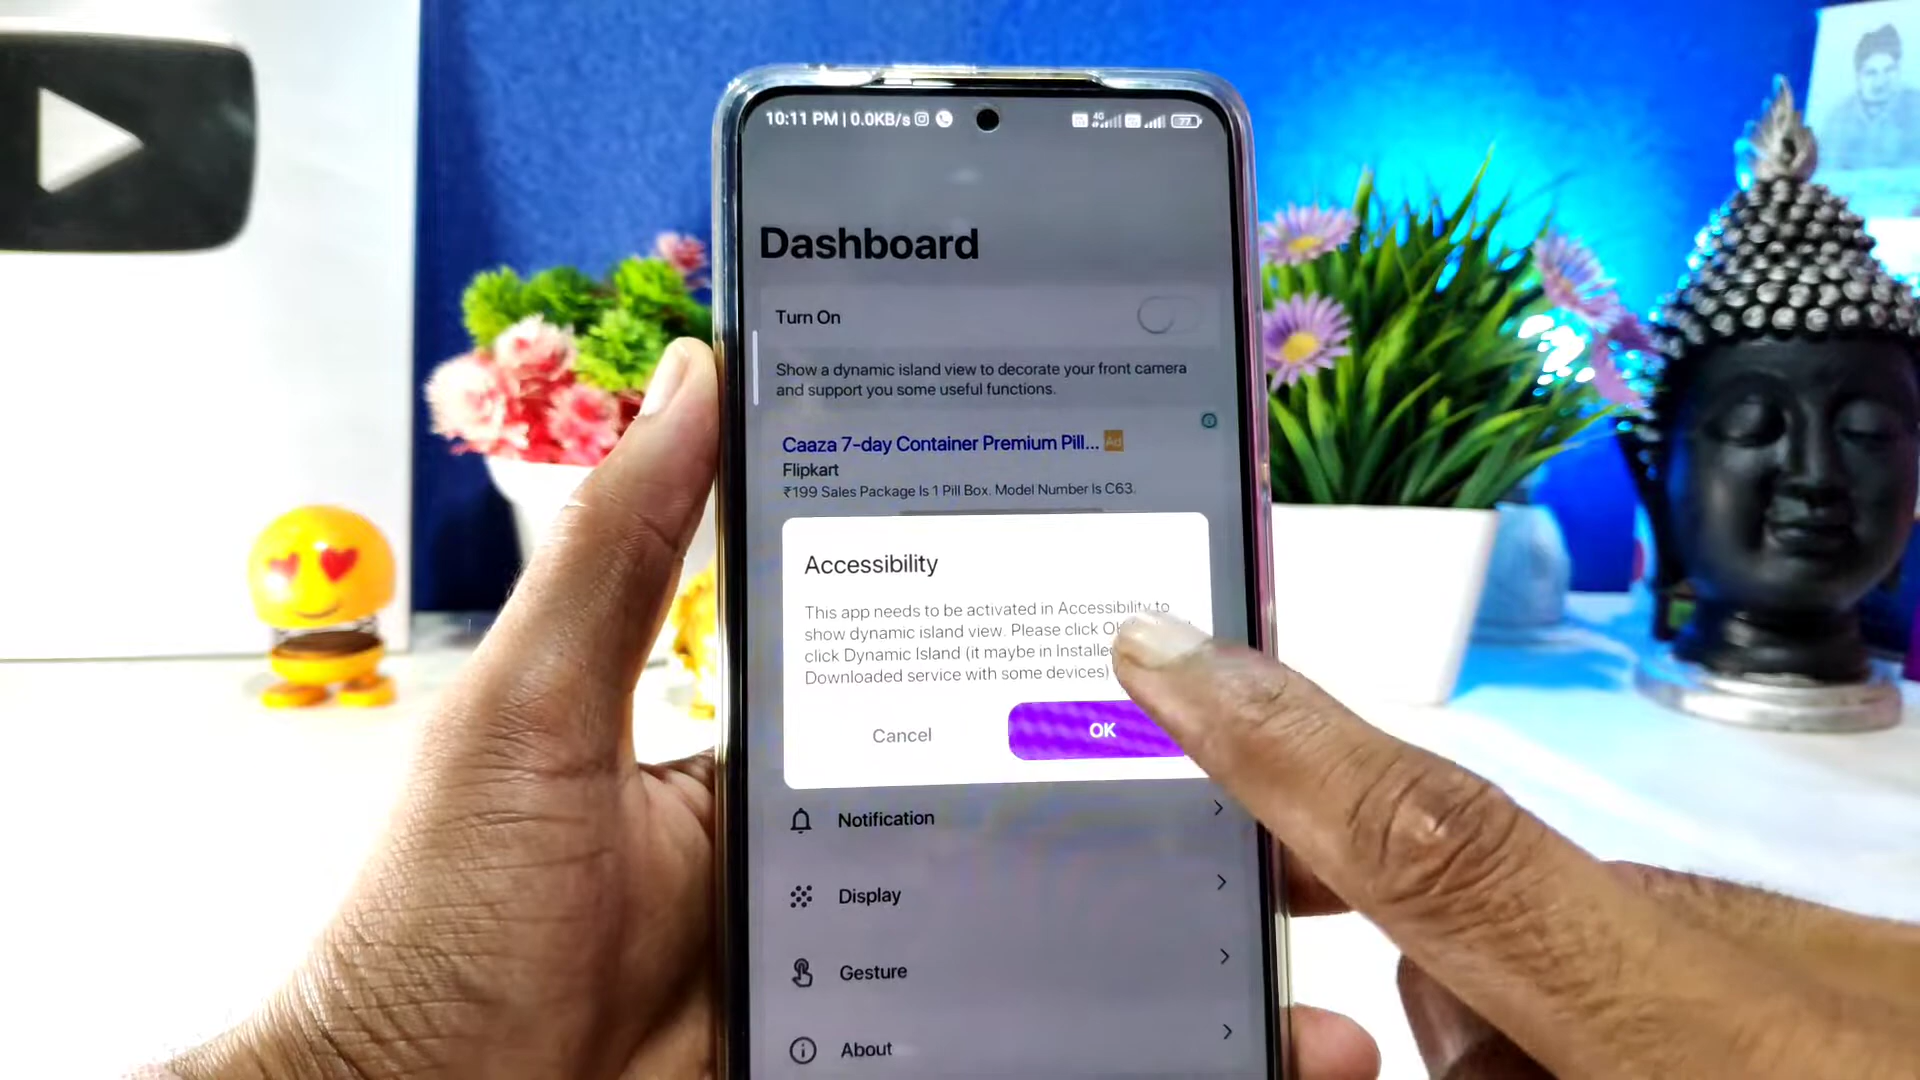 10:11 PM | 0.0KB/s
4G
77
Dashboard
Turn On
Show a dynamic island view to decorate your front camera
and support you some useful functions.
Caaza 7-day Container Premium Pill... Ad
Flipkart
₹199 Sales Package Is 1 Pill Box. Model Number Is C63.
Accessibility
This app needs to be activated in Accessibility to
show dynamic island view. Please click
click Dynamic Island (it maybe in Installed
Downloaded service with some devices)
Cancel
OK
Notification
Display
Gesture
About